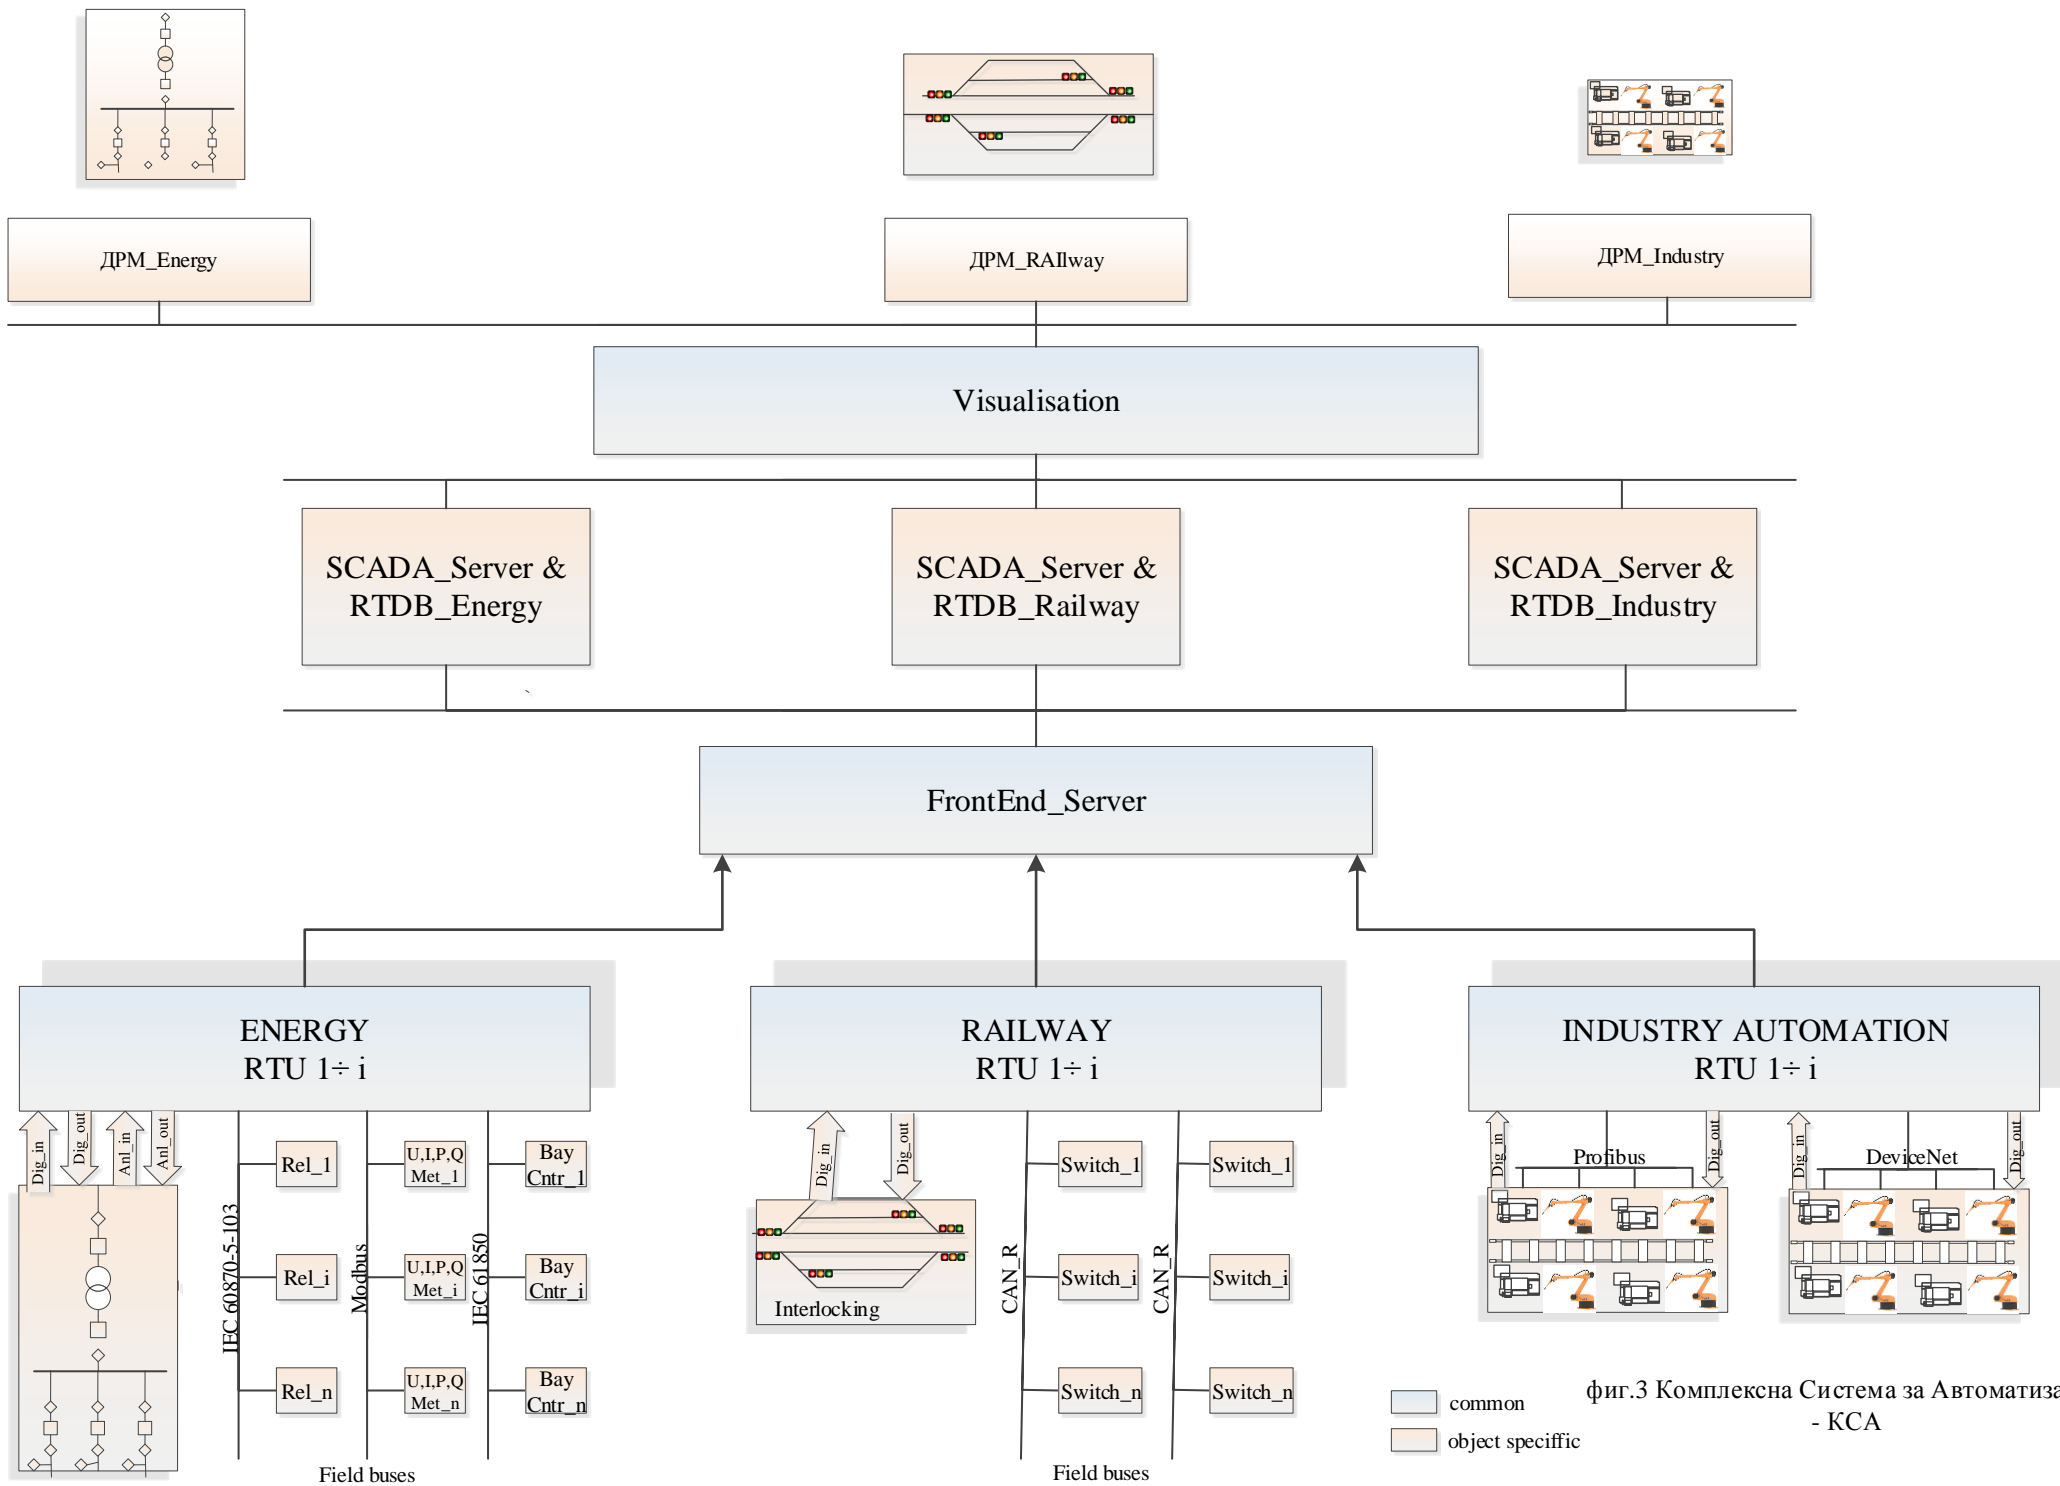 ДРМ_Energy
ДРМ_RAIlway
ДРМ_Industry
Visualisation
SCADA_Server &
RTDB_Energy
SCADA_Server &
RTDB_Railway
SCADA_Server &
RTDB_Industry
FrontEnd_Server
ENERGY
RTU 1÷ i
RAILWAY
RTU 1÷ i
INDUSTRY AUTOMATION
RTU 1÷ i
Dig_in
Dig_out
Anl_in
Anl_out
IEC 60870-5-103
Rel_1
Rel_i
Rel_n
Modbus
U,I,P,Q
Met_1
U,I,P,Q
Met_i
U,I,P,Q
Met_n
IEC 61850
Bay
Cntr_1
Bay
Cntr_i
Bay
Cntr_n
Field buses
Dig_in
Dig_out
Interlocking
CAN_R
Switch_1
Switch_i
Switch_n
CAN_R
Switch_1
Switch_i
Switch_n
Field buses
Dig_in
Profibus
Dig_out
Dig_in
DeviceNet
Dig_out
common
object speciffic
фиг.3 Комплексна Система за Автоматиза
- КСА